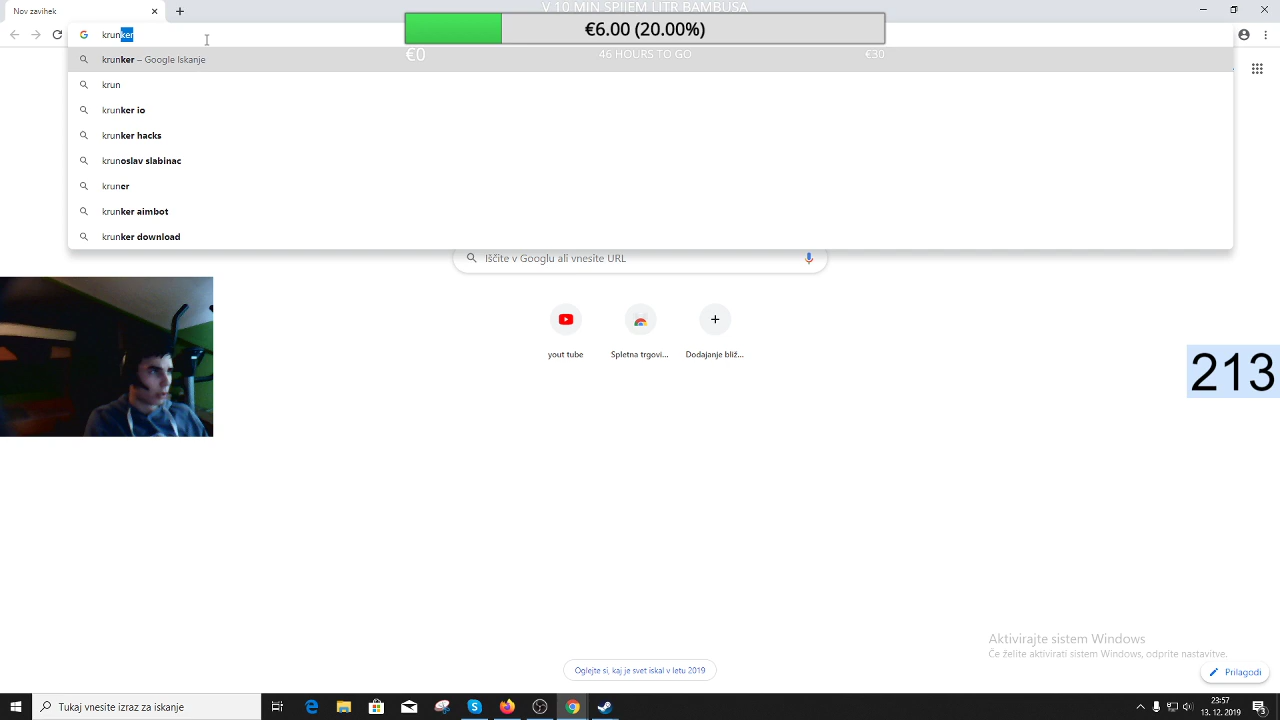 Nov zavihek
V 10 MIN SPIJEM LITR BAMBUSA
krunker
€6.00 (20.00%)
€0
46 HOURS TO GO
€30
krunker – Google iskanje
krun
krunker io
krunker hacks
krunoslav slabinac
kruner
krunker aimbot
krunker download
Iščite v Googlu ali vnesite URL
yout tube
Spletna trgovi...
Dodajanje bliž...
213
Aktivirajte sistem Windows
Če želite aktivirati sistem Windows, odprite nastavitve.
Oglejte si, kaj je svet iskal v letu 2019
Prilagodi
Tukaj vnesite izraz za iskanje
23:57
13. 12. 2019